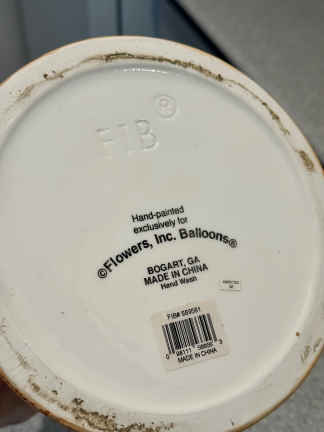 FIB ®
Hand-painted
exclusively for
©Flowers, Inc. Balloons®
BOGART, GA
MADE IN CHINA
Hand Wash
MADE IN CHINA